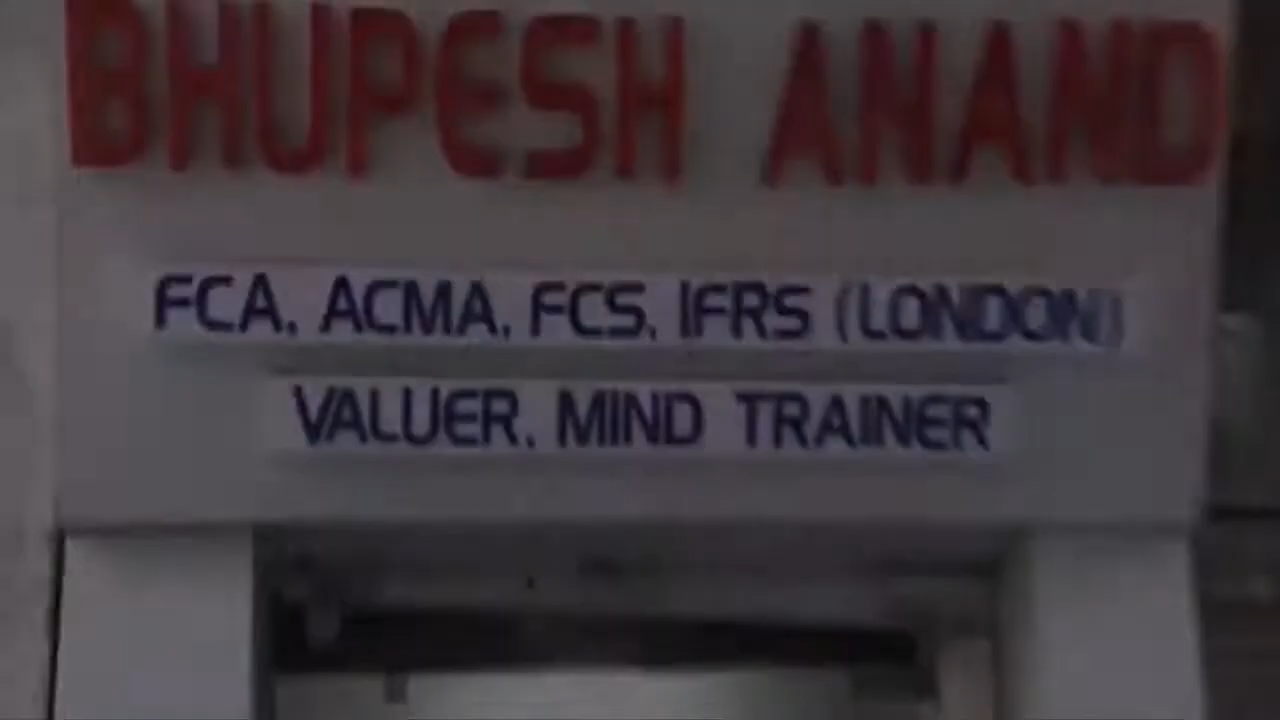 BHUPESH ANAND
FCA, ACMA, FCS, IFRS (LONDON)
VALUER, MIND TRAINER